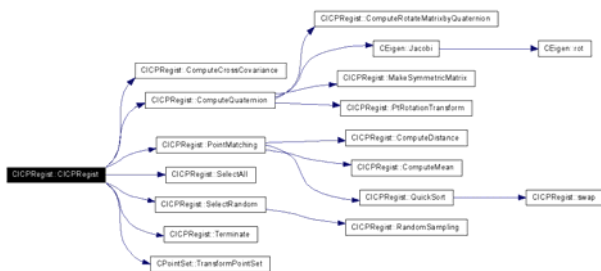 CICPRegist::CICPRegist
CICPRegist::ComputeCrossCovariance
CICPRegist::ComputeQuaternion
CICPRegist::PointMatching
CICPRegist::SelectAll
CICPRegist::SelectRandom
CICPRegist::Terminate
CPointSet::TransformPointSet
CICPRegist::ComputeRotateMatrixbyQuaternion
CEigen::Jacobi
CICPRegist::MakeSymmetricMatrix
CICPRegist::PtRotationTransform
CICPRegist::ComputeDistance
CICPRegist::ComputeMean
CICPRegist::QuickSort
CICPRegist::RandomSampling
CEigen::rot
CICPRegist::swap